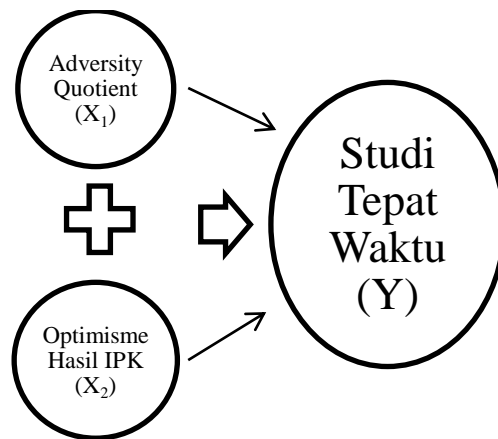 Adversity
Quotient
(X₁)
Studi
Tepat
Waktu
(Y)
Optimisme
Hasil IPK
(X₂)